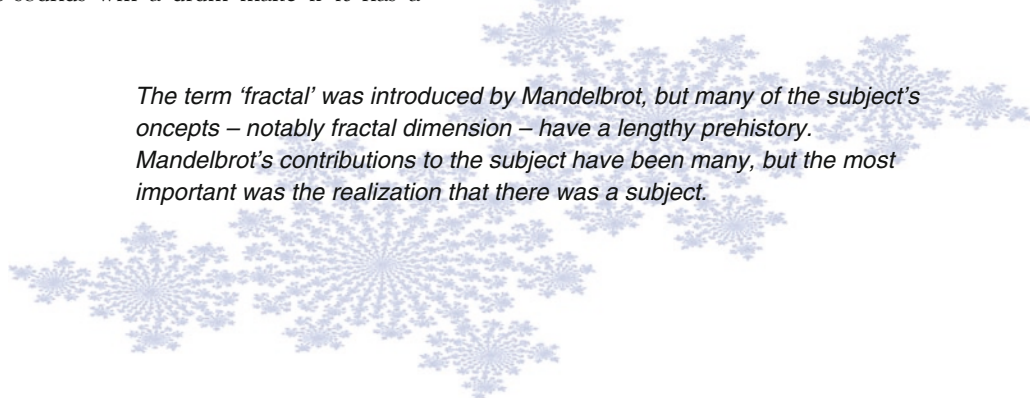 The term ‘fractal’ was introduced by Mandelbrot, but many of the subject’s
oncepts – notably fractal dimension – have a lengthy prehistory.
Mandelbrot’s contributions to the subject have been many, but the most
important was the realization that there was a subject.